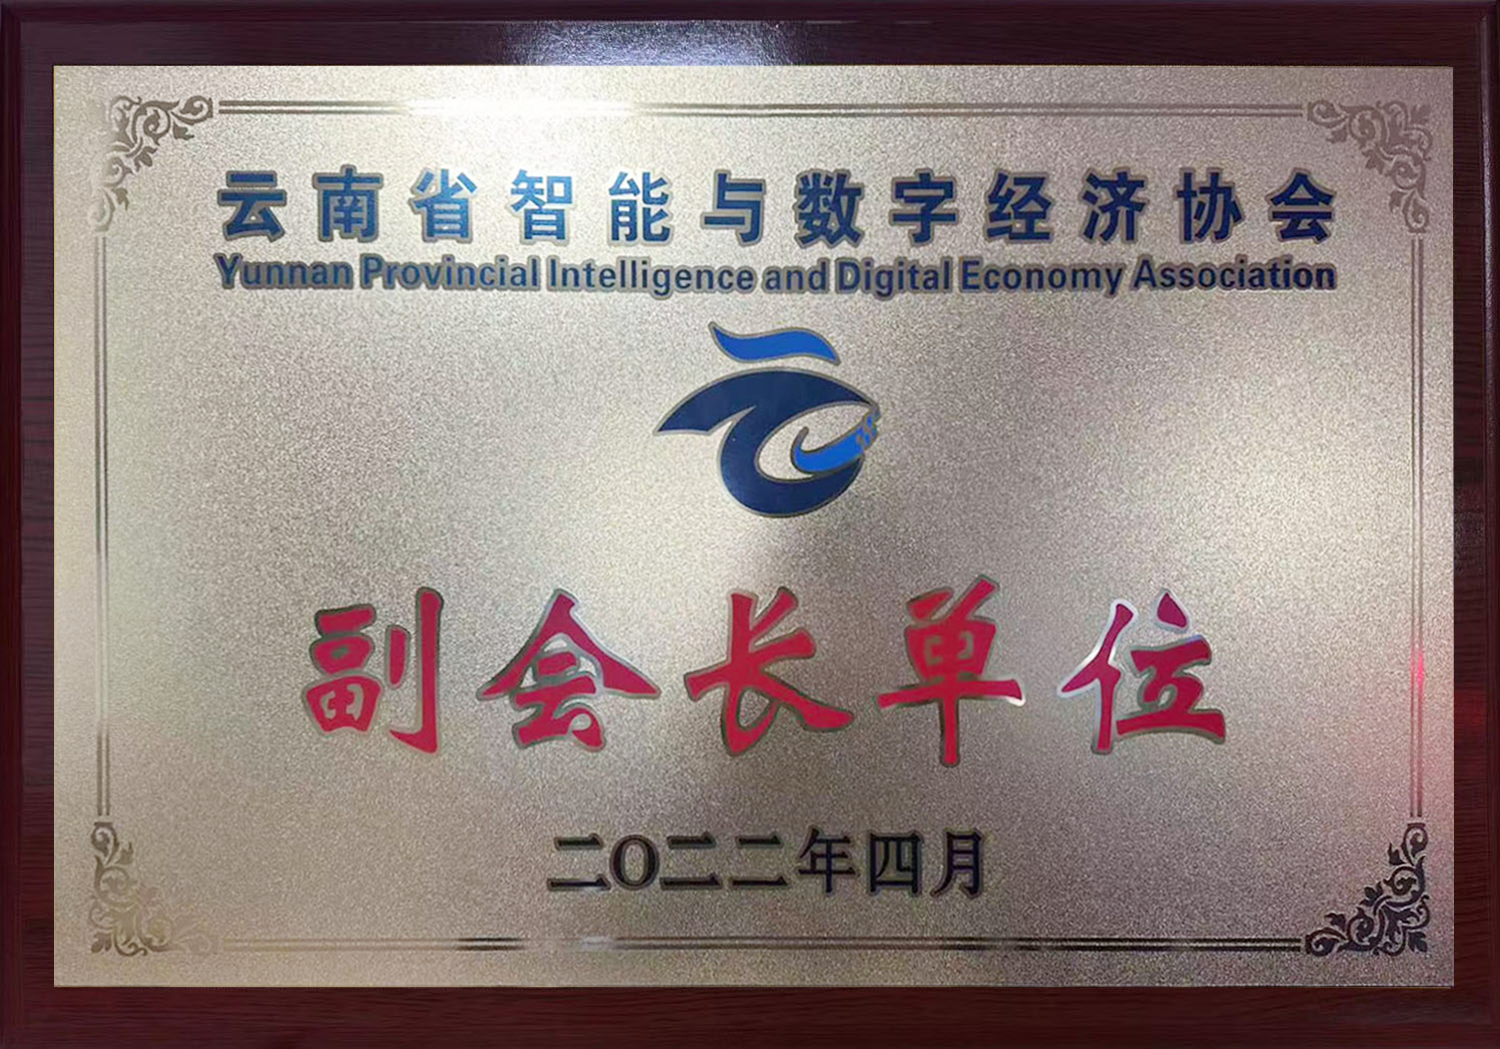 云南省智能与数字经济协会
Yunnan Provincial Intelligence and Digital Economy Association
副会长单位
二〇二二年四月